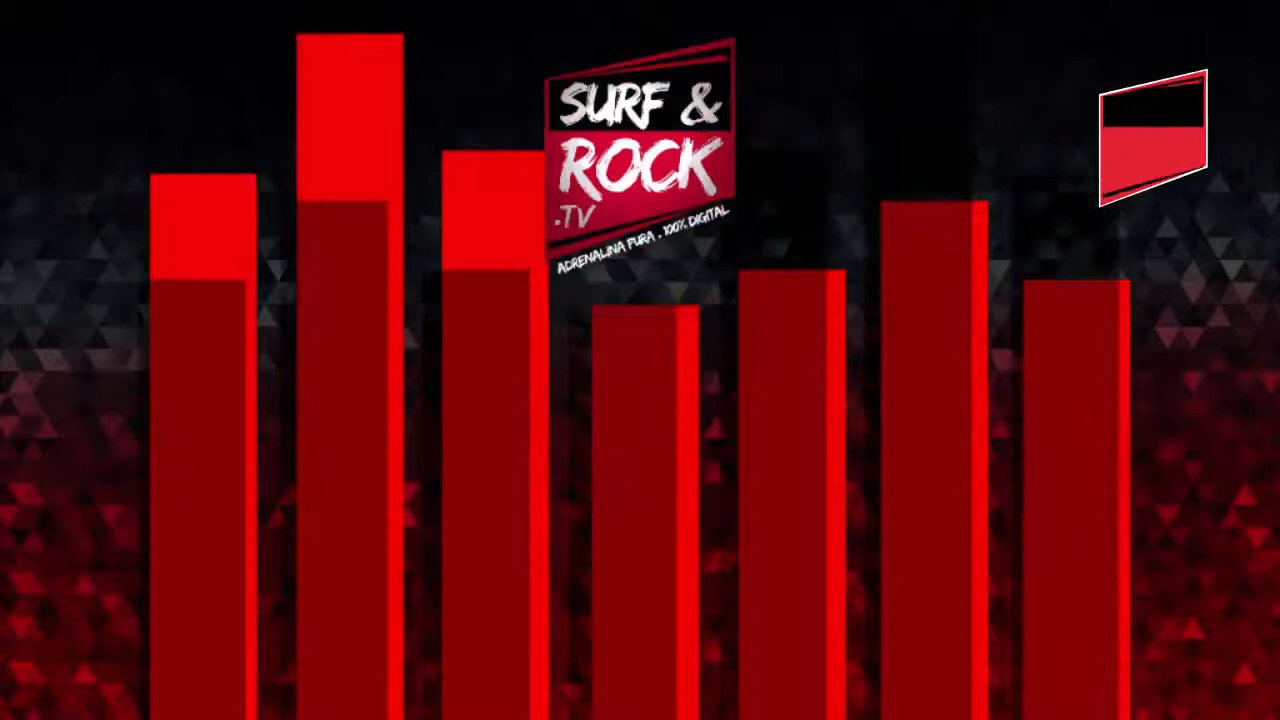 SURF &
ROCK
.TV
ADRENALINA PURA . 100% DIGITAL